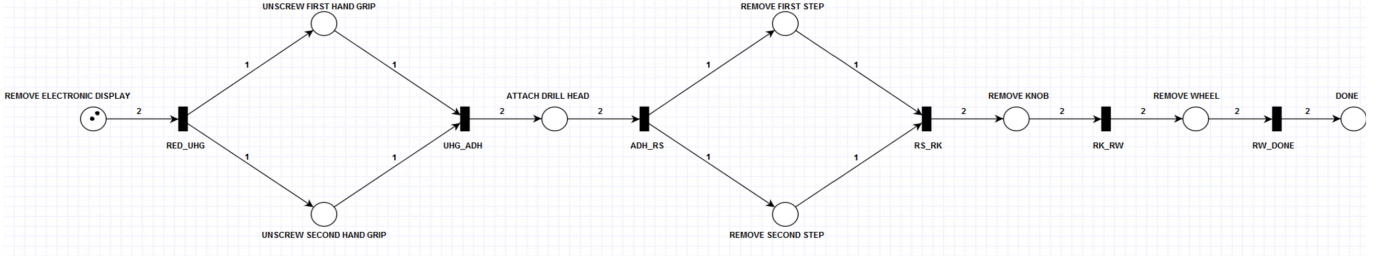 UNSCREW FIRST HAND GRIP
REMOVE FIRST STEP
1
1
1
1
REMOVE ELECTRONIC DISPLAY
ATTACH DRILL HEAD
REMOVE KNOB
REMOVE WHEEL
DONE
2
2
2
2
2
2
2
2
RED_UHG
UHG_ADH
ADH_RS
RS_RK
RK_RW
RW_DONE
1
1
1
1
UNSCREW SECOND HAND GRIP
REMOVE SECOND STEP